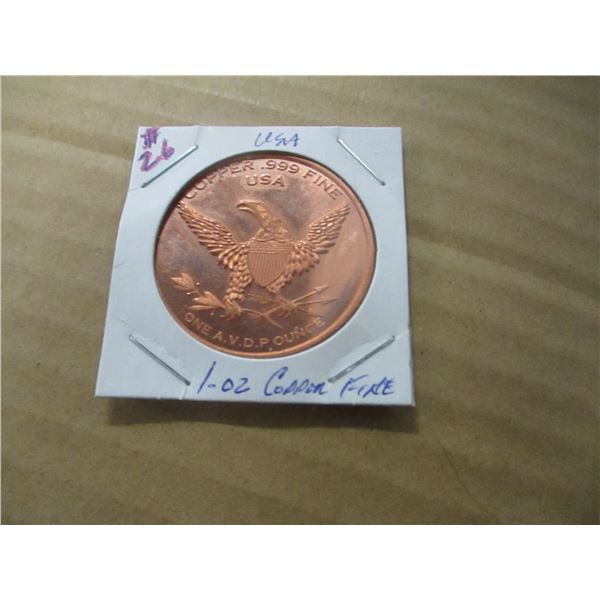 #
26
USA
COPPER .999 FINE
USA
ONE A.V.D.P. OUNCE
1-OZ COPPER FINE